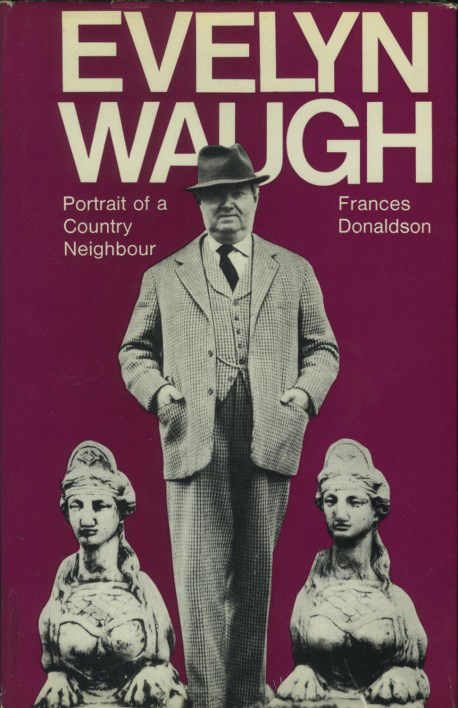 EVELYN
WAUGH
Portrait of a
Country
Neighbour
Frances
Donaldson